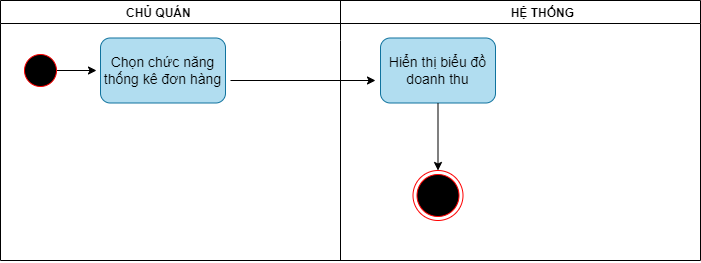 CHỦ QUÁN
HỆ THỐNG
Chọn chức năng
thống kê đơn hàng
Hiển thị biểu đồ
doanh thu